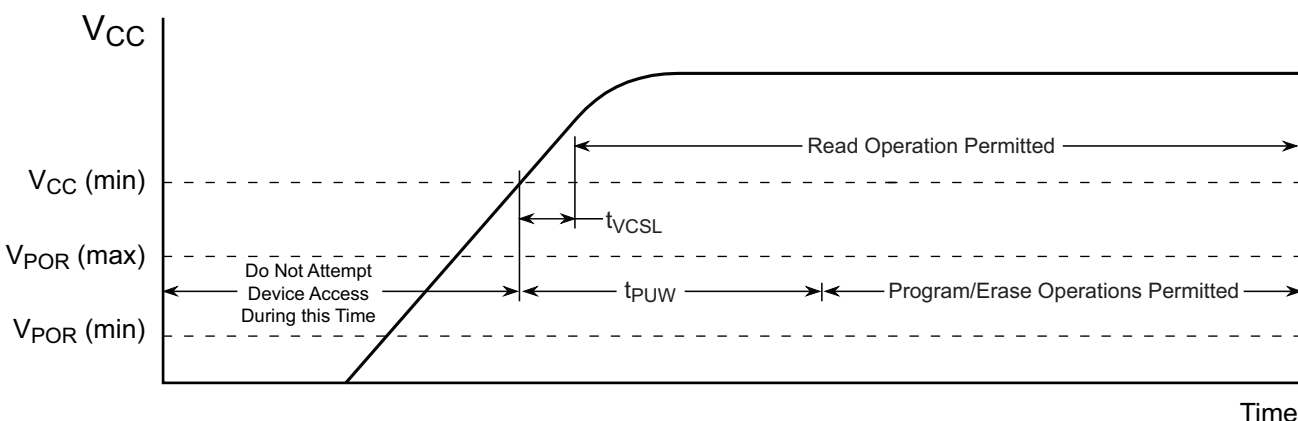 VCC
Read Operation Permitted
VCC (min)
tVCSL
VPOR (max)
Do Not Attempt
Device Access
During this Time
tPUW
Program/Erase Operations Permitted
VPOR (min)
Time